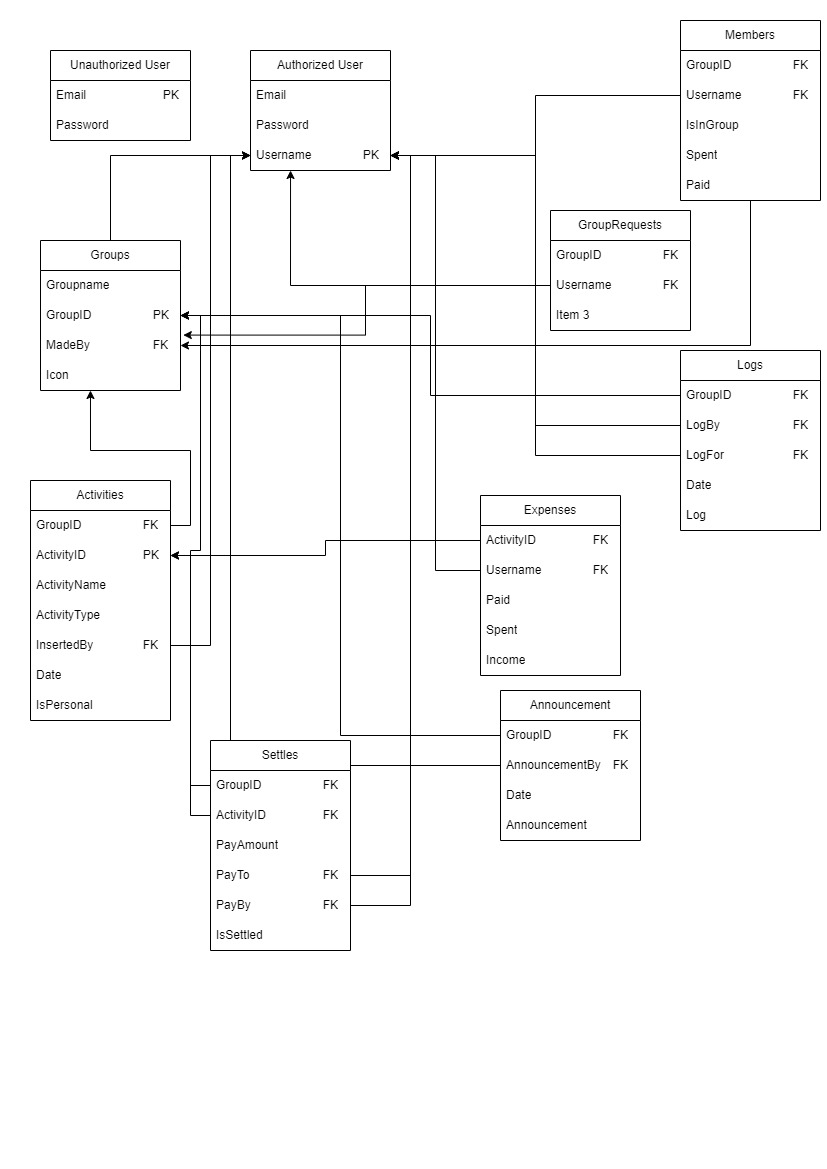 Unauthorized User
Email PK
Password
Authorized User
Email
Password
Username PK
Members
GroupID FK
Username FK
IsInGroup
Spent
Paid
GroupRequests
GroupID FK
Username FK
Item 3
Groups
Groupname
GroupID PK
MadeBy FK
Icon
Logs
GroupID FK
LogBy FK
LogFor FK
Date
Log
Activities
GroupID FK
ActivityID PK
ActivityName
ActivityType
InsertedBy FK
Date
IsPersonal
Expenses
ActivityID FK
Username FK
Paid
Spent
Income
Announcement
GroupID FK
AnnouncementBy FK
Date
Announcement
Settles
GroupID FK
ActivityID FK
PayAmount
PayTo FK
PayBy FK
IsSettled